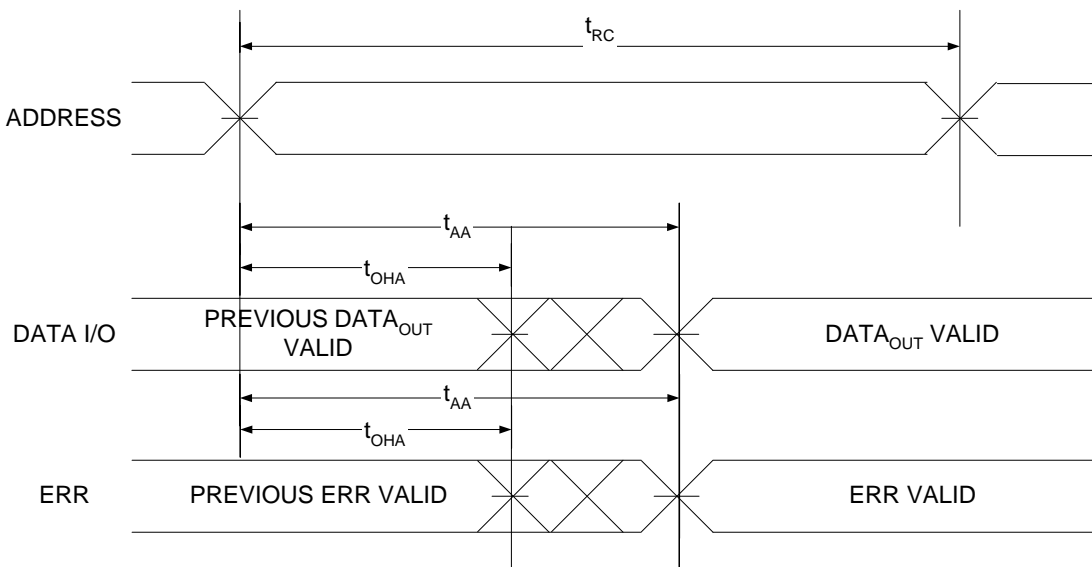 t_RC
ADDRESS
t_AA
t_OHA
DATA I/O
PREVIOUS DATA_OUT
VALID
DATA_OUT VALID
t_AA
t_OHA
ERR
PREVIOUS ERR VALID
ERR VALID